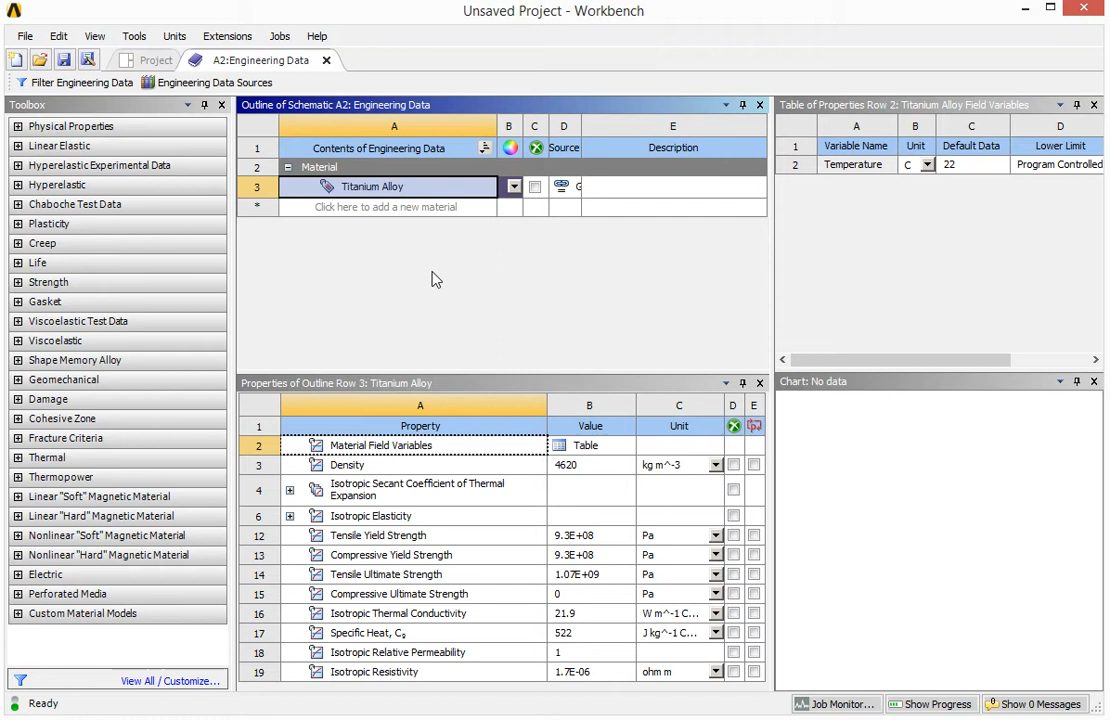 Unsaved Project - Workbench
File Edit View Tools Units Extensions Jobs Help
Project A2:Engineering Data
Filter Engineering Data Engineering Data Sources
Toolbox
Physical Properties
Linear Elastic
Hyperelastic Experimental Data
Hyperelastic
Chaboche Test Data
Plasticity
Creep
Life
Strength
Gasket
Viscoelastic Test Data
Viscoelastic
Shape Memory Alloy
Geomechanical
Damage
Cohesive Zone
Fracture Criteria
Thermal
Thermopower
Linear "Soft" Magnetic Material
Linear "Hard" Magnetic Material
Nonlinear "Soft" Magnetic Material
Nonlinear "Hard" Magnetic Material
Electric
Perforated Media
Custom Material Models
View All / Customize...
Outline of Schematic A2: Engineering Data
A B C D E
1 Contents of Engineering Data Source Description
2 Material
3 Titanium Alloy G
* Click here to add a new material
Properties of Outline Row 3: Titanium Alloy
A B C D E
1 Property Value Unit
2 Material Field Variables Table
3 Density 4620 kg m^-3
4 Isotropic Secant Coefficient of Thermal
Expansion
6 Isotropic Elasticity
12 Tensile Yield Strength 9.3E+08 Pa
13 Compressive Yield Strength 9.3E+08 Pa
14 Tensile Ultimate Strength 1.07E+09 Pa
15 Compressive Ultimate Strength 0 Pa
16 Isotropic Thermal Conductivity 21.9 W m^-1 C...
17 Specific Heat, Cₚ 522 J kg^-1 C...
18 Isotropic Relative Permeability 1
19 Isotropic Resistivity 1.7E-06 ohm m
Table of Properties Row 2: Titanium Alloy Field Variables
A B C D
1 Variable Name Unit Default Data Lower Limit
2 Temperature C 22 Program Controlled
Chart: No data
Ready
Job Monitor... Show Progress 0 Show 0 Messages